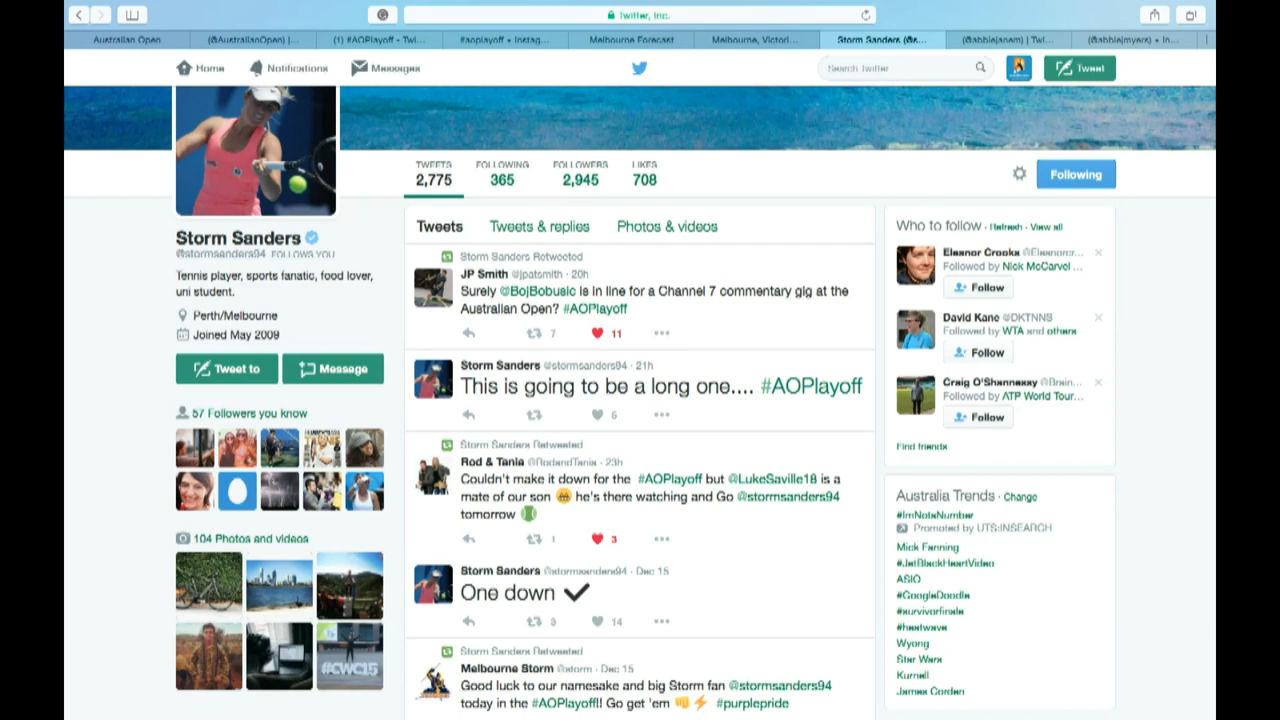 Twitter, Inc.
Australian Open
(@AustralianOpen) |...
(1) #AOPlayoff - Twi...
#aoplayoff • Instag...
Melbourne Forecast
Melbourne, Victori...
Storm Sanders (@s...
(@abbiejanem) | Twi...
(@abbiejmyers) • In...
Home
Notifications
Messages
Search Twitter
Tweet
TWEETS
2,775
FOLLOWING
365
FOLLOWERS
2,945
LIKES
708
Following
Storm Sanders
@stormsanders94 FOLLOWS YOU
Tennis player, sports fanatic, food lover,
uni student.
Perth/Melbourne
Joined May 2009
Tweet to
Message
57 Followers you know
104 Photos and videos
#CWC15
Tweets
Tweets & replies
Photos & videos
Storm Sanders Retweeted
JP Smith @jpatsmith · 20h
Surely @BojBobusic is in line for a Channel 7 commentary gig at the
Australian Open? #AOPlayoff
7
11
Storm Sanders @stormsanders94 · 21h
This is going to be a long one.... #AOPlayoff
6
Storm Sanders Retweeted
Rod & Tania @RodandTania · 23h
Couldn't make it down for the #AOPlayoff but @LukeSaville18 is a
mate of our son 😁 he's there watching and Go @stormsanders94
tomorrow 🎾
1
3
Storm Sanders @stormsanders94 · Dec 15
One down ✔
3
14
Storm Sanders Retweeted
Melbourne Storm @storm · Dec 15
Good luck to our namesake and big Storm fan @stormsanders94
today in the #AOPlayoff!! Go get 'em 👊⚡ #purplepride
Who to follow · Refresh · View all
Eleanor Crooks @Eleanorcr...
Followed by Nick McCarvel ...
Follow
David Kane @DKTNNS
Followed by WTA and others
Follow
Craig O'Shannessy @Brain...
Followed by ATP World Tour...
Follow
Find friends
Australia Trends · Change
#ImNotaNumber
Promoted by UTS:INSEARCH
Mick Fanning
#JetBlackHeartVideo
ASIO
#GoogleDoodle
#survivorfinale
#heatwave
Wyong
Star Wars
Kurnell
James Corden